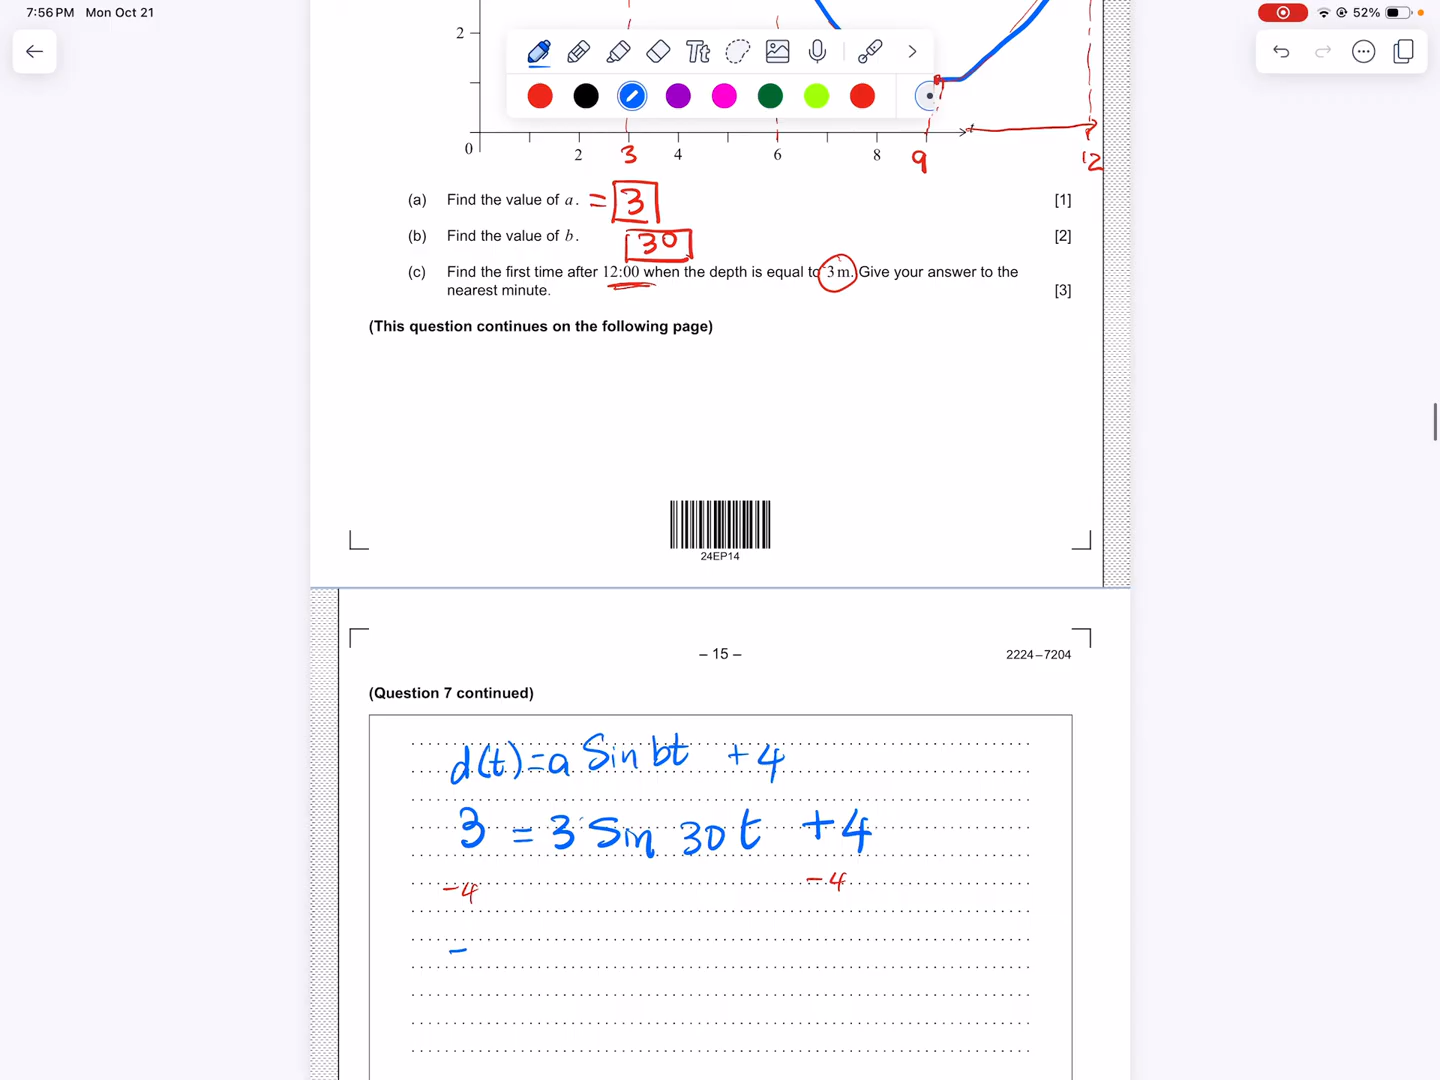 7:56 PM Mon Oct 21
52%
2
Tt
0 2 3 4 6 8 9 t 12
(a) Find the value of a. = 3 [1]
(b) Find the value of b. 30 [2]
(c) Find the first time after 12:00 when the depth is equal to 3 m. Give your answer to the
nearest minute. [3]
(This question continues on the following page)
24EP14
– 15 –
2224–7204
(Question 7 continued)
d(t)=a Sin bt +4
3 = 3 Sin 30 t +4
-4 -4
-